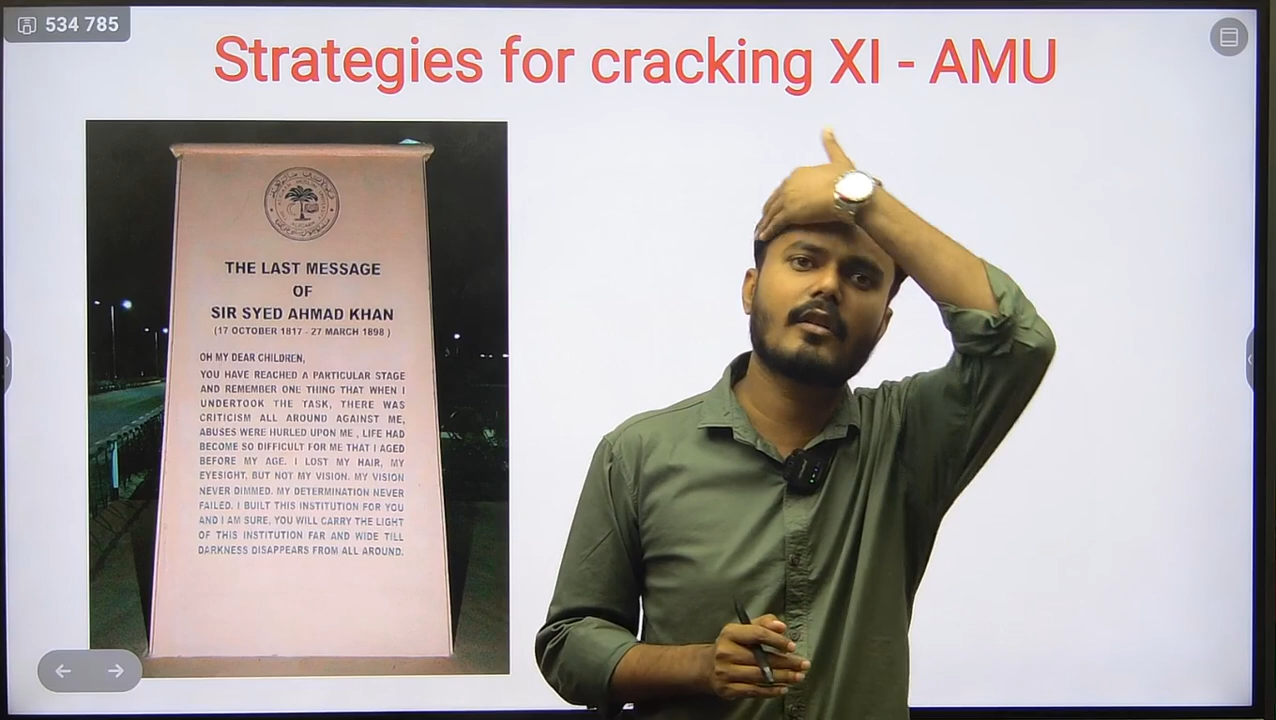 534 785
Strategies for cracking XI - AMU
THE LAST MESSAGE
OF
SIR SYED AHMAD KHAN
(17 OCTOBER 1817 - 27 MARCH 1898)
OH MY DEAR CHILDREN,
YOU HAVE REACHED A PARTICULAR STAGE
AND REMEMBER ONE THING THAT WHEN I
UNDERTOOK THE TASK, THERE WAS
CRITICISM ALL AROUND AGAINST ME,
ABUSES WERE HURLED UPON ME, LIFE HAD
BECOME SO DIFFICULT FOR ME THAT I AGED
BEFORE MY AGE. I LOST MY HAIR, MY
EYESIGHT, BUT NOT MY VISION. MY VISION
NEVER DIMMED. MY DETERMINATION NEVER
FAILED. I BUILT THIS INSTITUTION FOR YOU
AND I AM SURE, YOU WILL CARRY THE LIGHT
OF THIS INSTITUTION FAR AND WIDE TILL
DARKNESS DISAPPEARS FROM ALL AROUND.